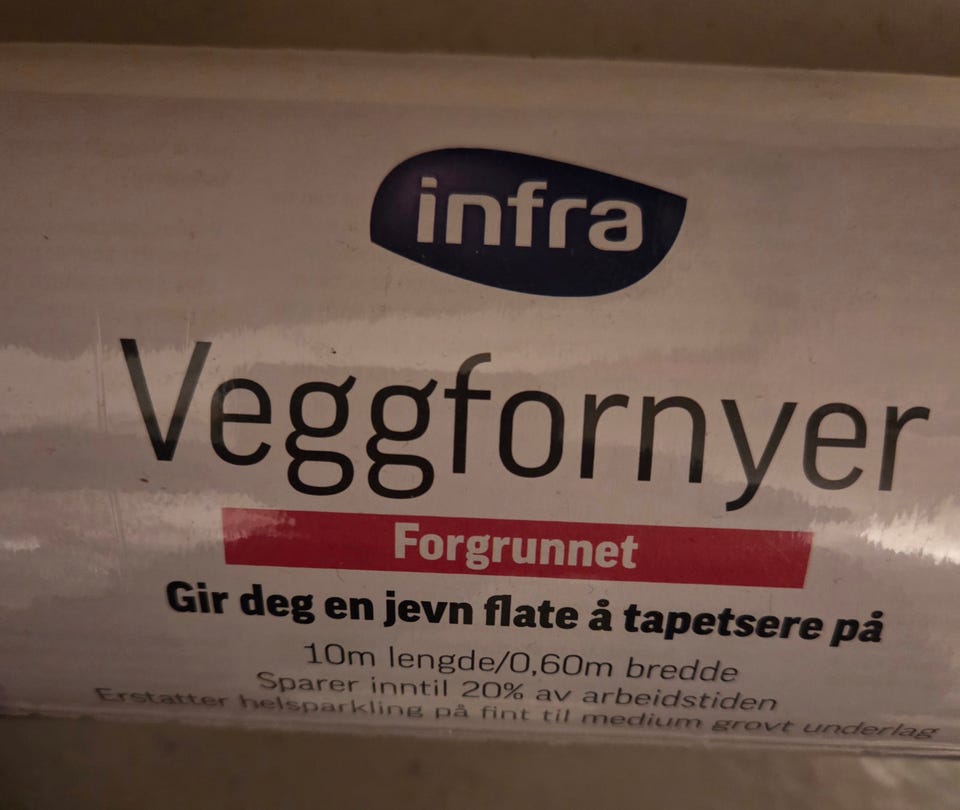 infra
Veggfornyer
Forgrunnet
Gir deg en jevn flate å tapetsere på
10m lengde/0,60m bredde
Sparer inntil 20% av arbeidstiden
Erstatter helsparkling på fint til medium grovt underlag